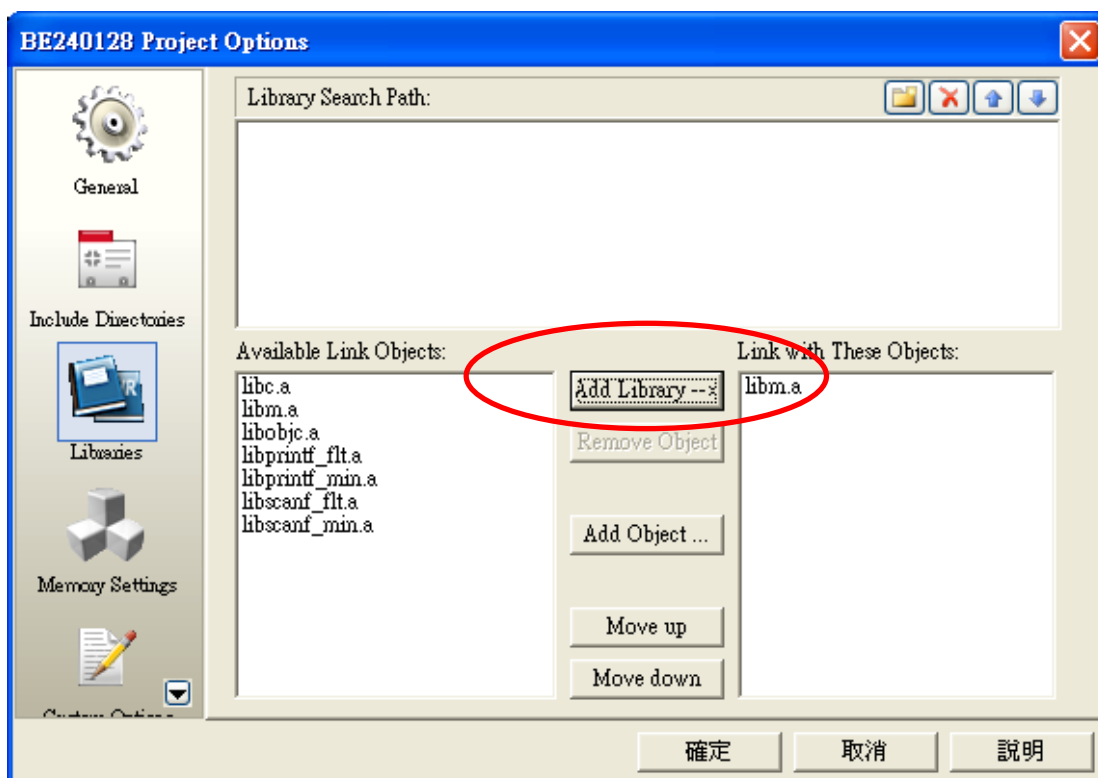 BE240128 Project Options
General
Include Directories
Libraries
Memory Settings
Custom Options
Library Search Path:
Available Link Objects:
libc.a
libm.a
libobjc.a
libprintf_flt.a
libprintf_min.a
libscanf_flt.a
libscanf_min.a
Add Library -->
Remove Object
Add Object ...
Move up
Move down
Link with These Objects:
libm.a
確定
取消
說明